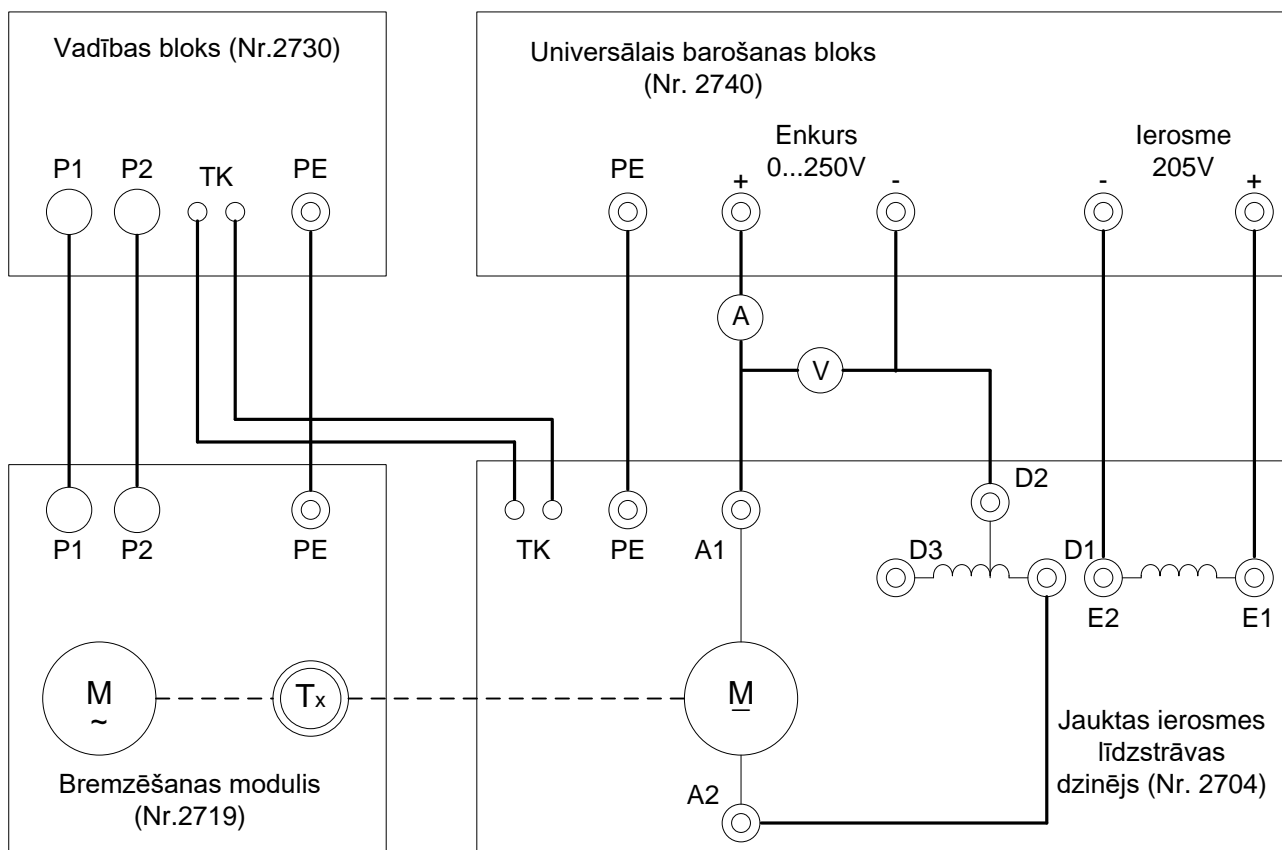 Vadības bloks (Nr.2730)
P1 P2 TK PE
Universālais barošanas bloks
(Nr. 2740)
Enkurs
0...250V
Ierosme
205V
PE + - - +
A
V
P1 P2 PE
M
~
Tx
Bremzēšanas modulis
(Nr.2719)
TK PE A1
D2
D3 D1
E2 E1
M
A2
Jauktas ierosmes
līdzstrāvas
dzinējs (Nr. 2704)